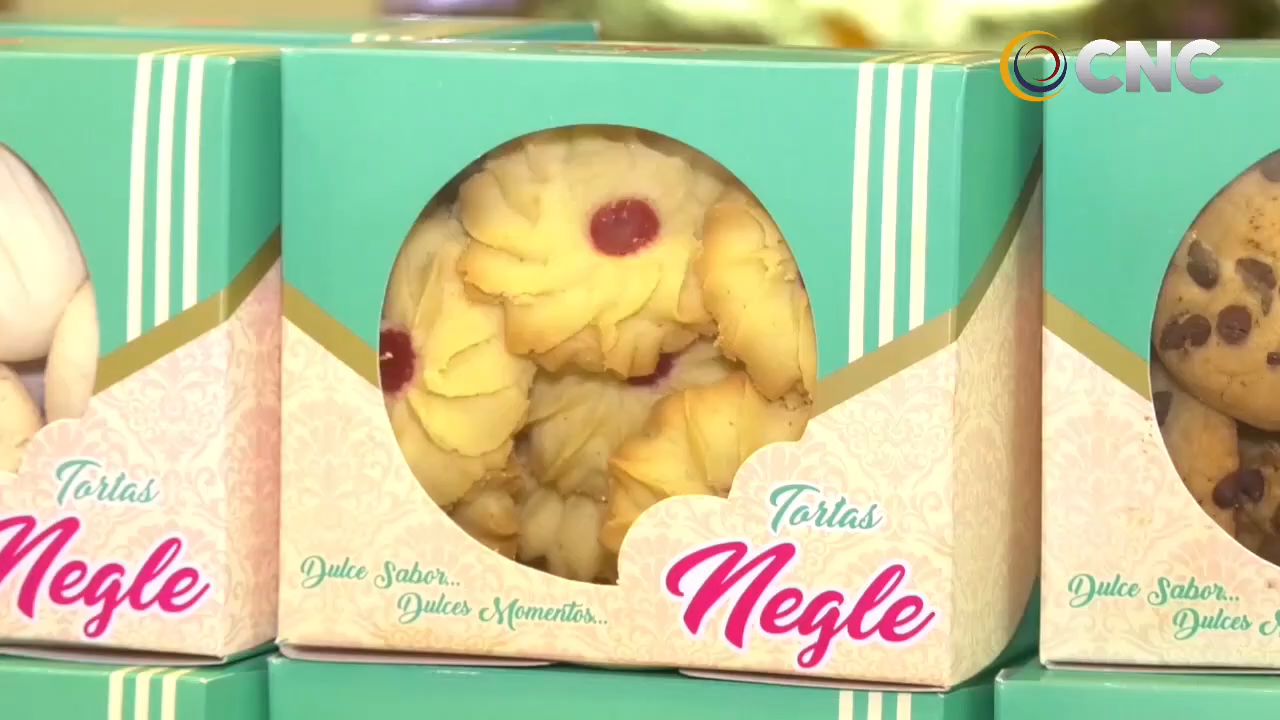 CNC
Tortas
Negle
Dulce Sabor...
Dulces Momentos...
Tortas
Negle
Dulce Sabor...
Dulces M